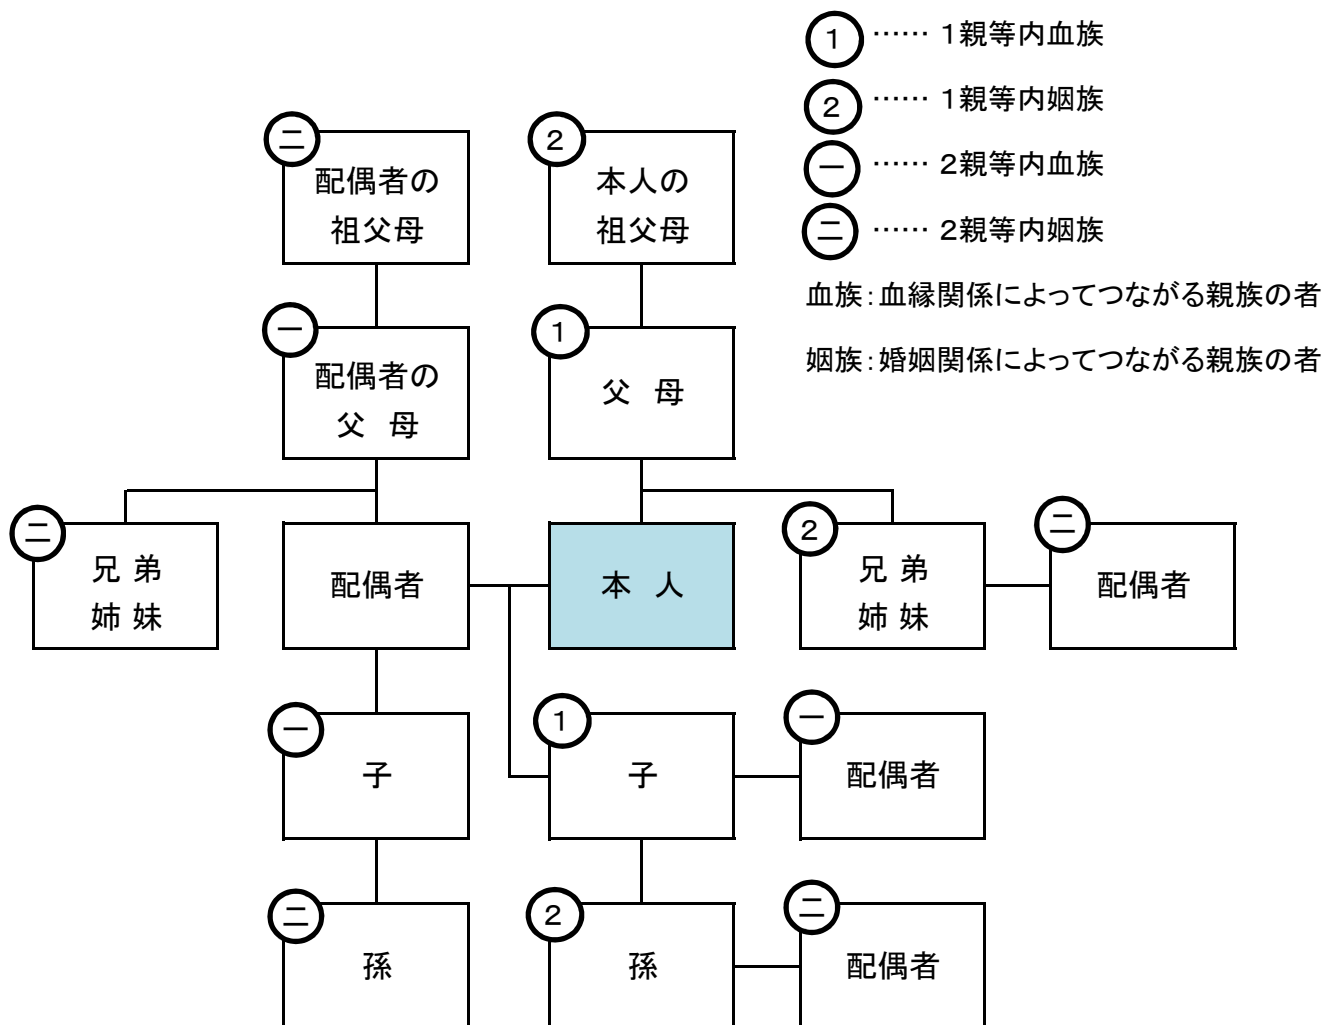 ① …… 1親等内血族
② …… 1親等内姻族
㊀ …… 2親等内血族
㊁ …… 2親等内姻族
血族:血縁関係によってつながる親族の者
姻族:婚姻関係によってつながる親族の者
㊁
配偶者の
祖父母
②
本人の
祖父母
㊀
配偶者の
父 母
①
父 母
㊁
兄 弟
姉 妹
配偶者
本 人
②
兄 弟
姉 妹
㊁
配偶者
㊀
子
①
子
㊀
配偶者
㊁
孫
②
孫
㊁
配偶者